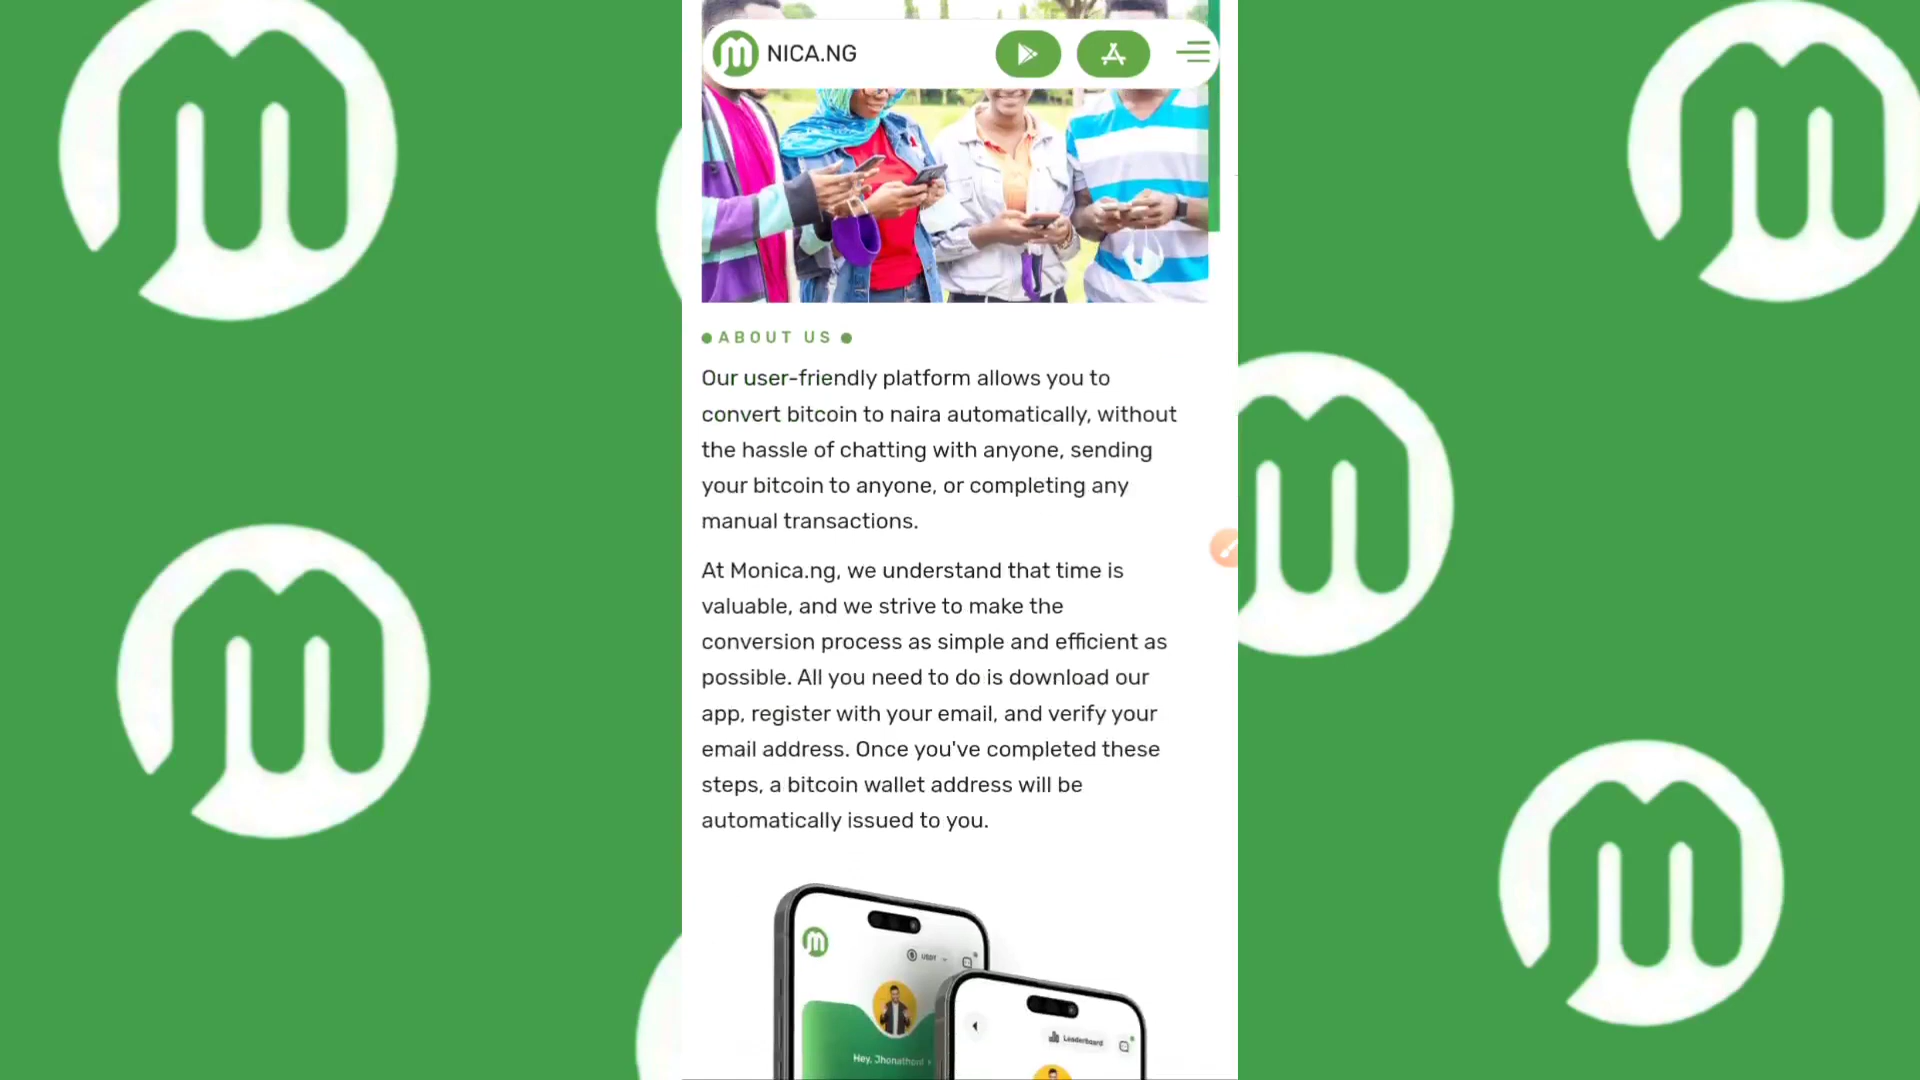 NICA.NG
ABOUT US
Our user-friendly platform allows you to
convert bitcoin to naira automatically, without
the hassle of chatting with anyone, sending
your bitcoin to anyone, or completing any
manual transactions.
At Monica.ng, we understand that time is
valuable, and we strive to make the
conversion process as simple and efficient as
possible. All you need to do is download our
app, register with your email, and verify your
email address. Once you've completed these
steps, a bitcoin wallet address will be
automatically issued to you.
USDT
Leaderboard
Hey, Jhonathon!